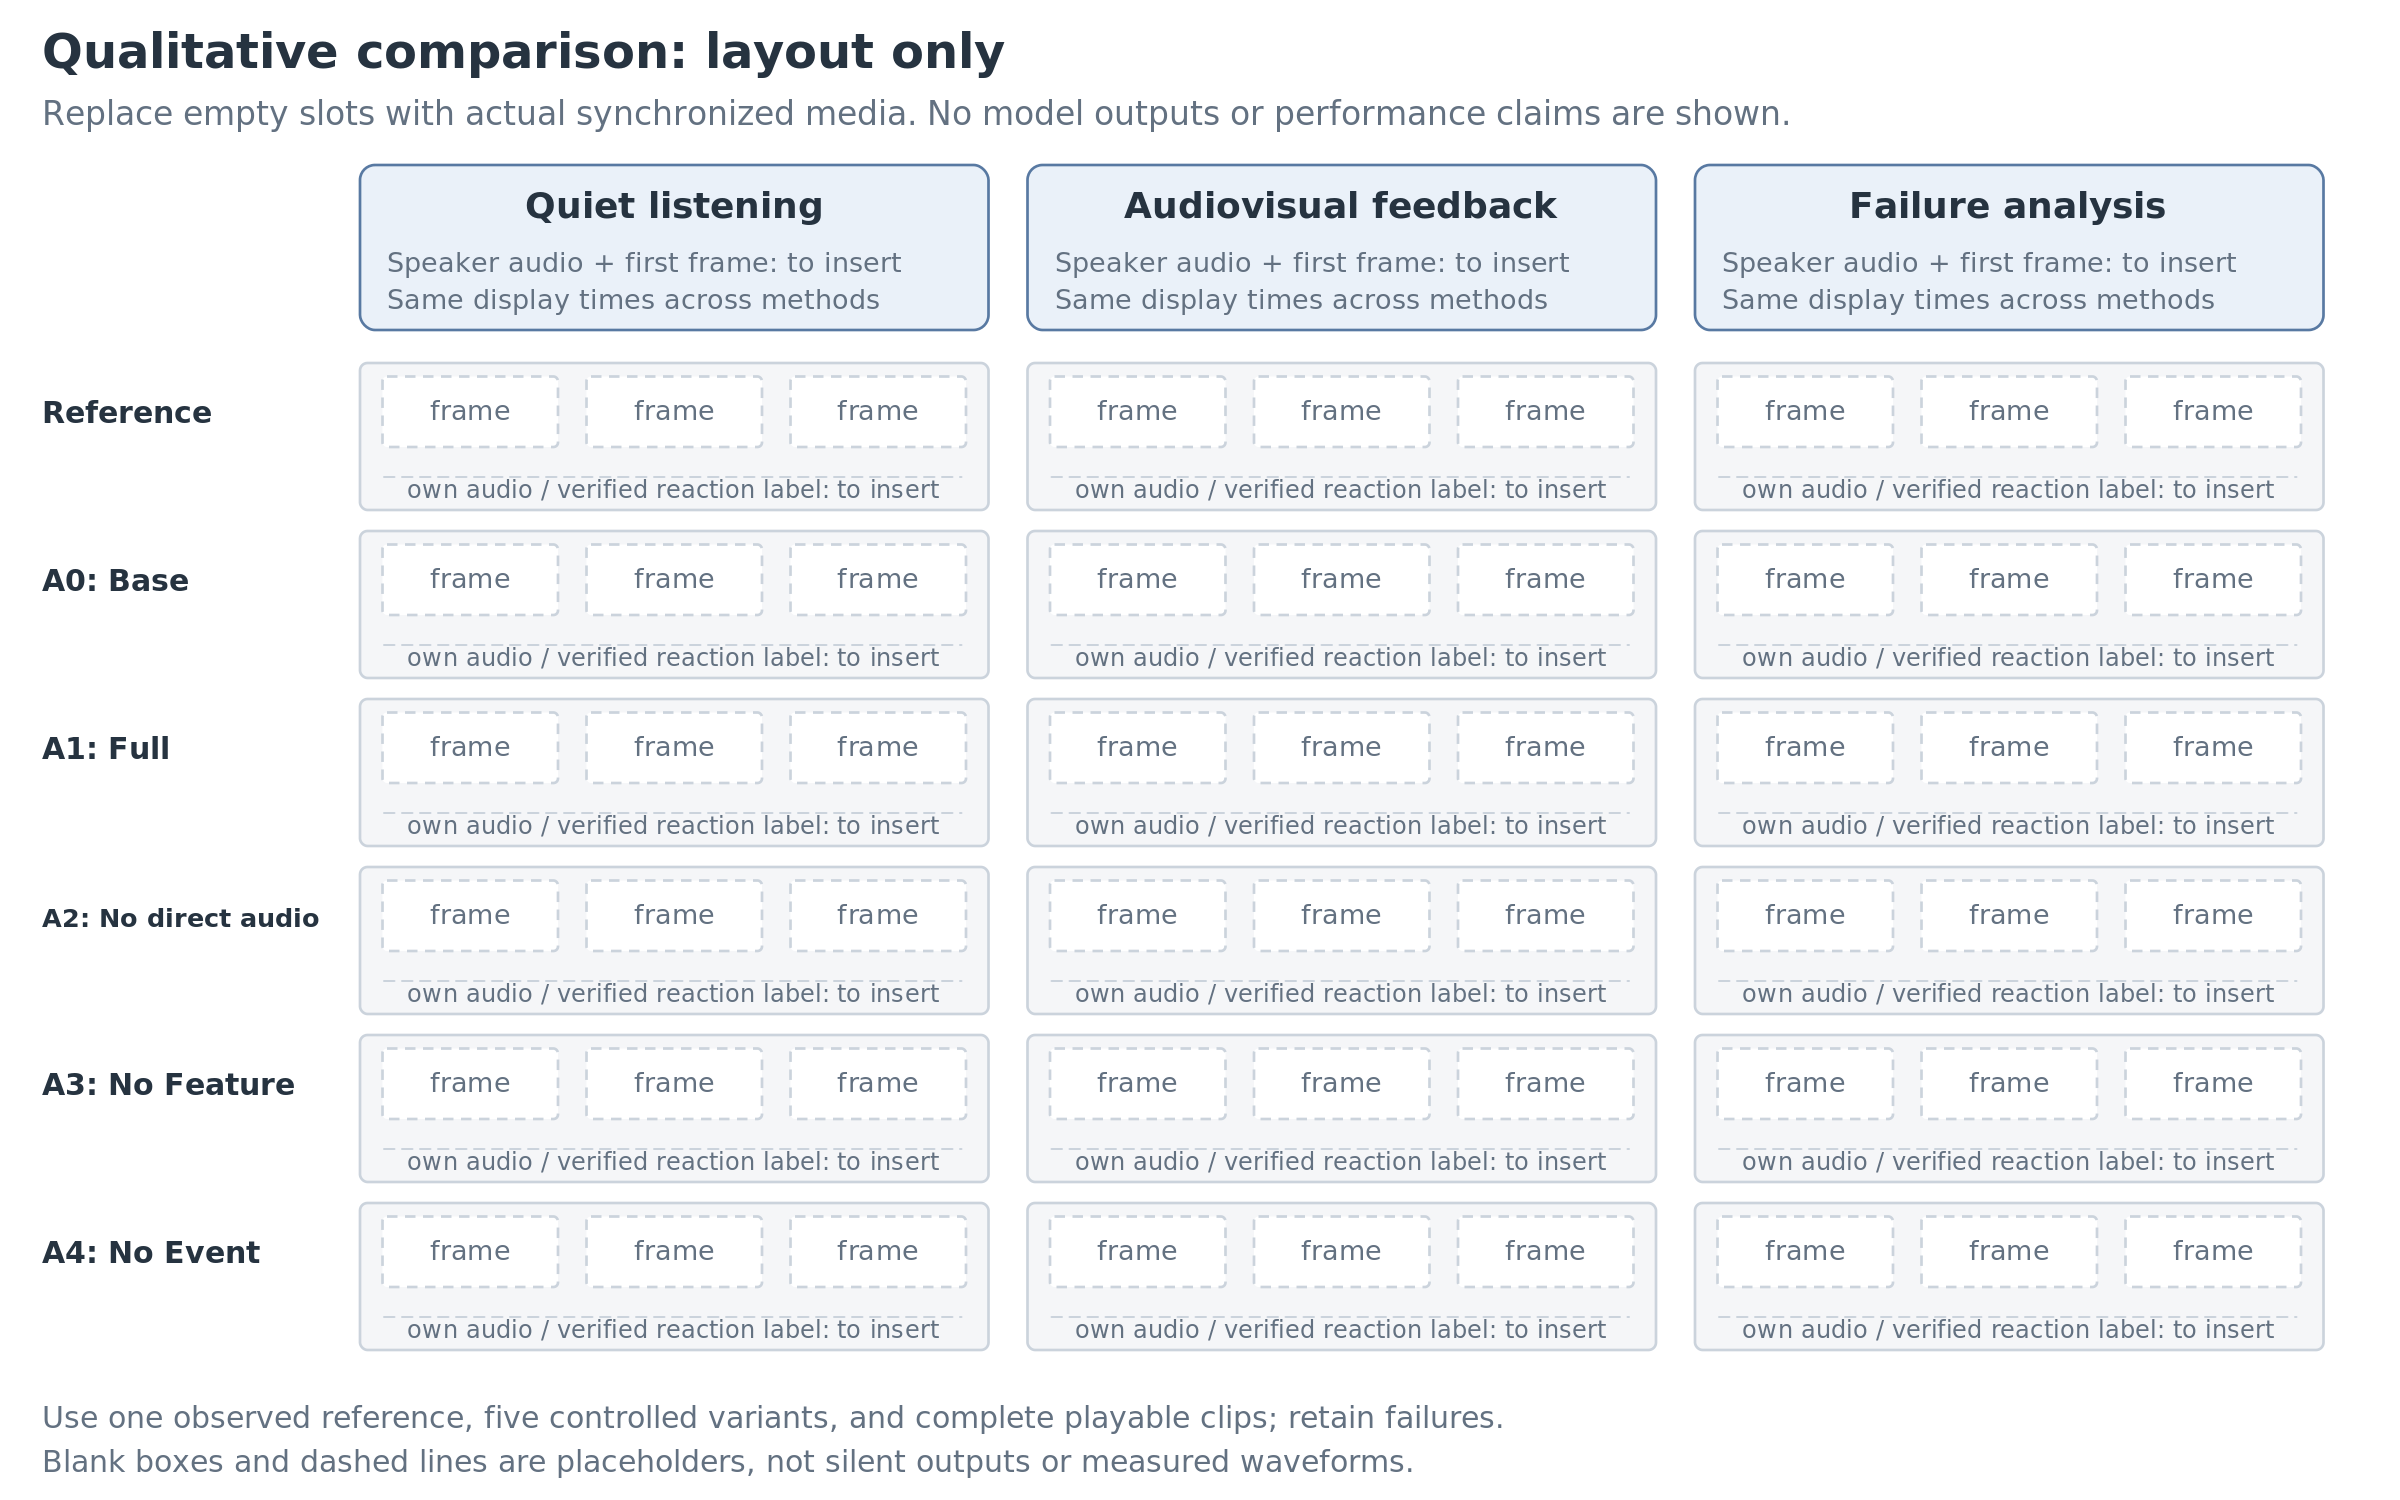 Qualitative comparison: layout only
Replace empty slots with actual synchronized media. No model outputs or performance claims are shown.
Quiet listening
Speaker audio + first frame: to insert
Same display times across methods
Audiovisual feedback
Speaker audio + first frame: to insert
Same display times across methods
Failure analysis
Speaker audio + first frame: to insert
Same display times across methods
Reference
frame frame frame
own audio / verified reaction label: to insert
frame frame frame
own audio / verified reaction label: to insert
frame frame frame
own audio / verified reaction label: to insert
A0: Base
frame frame frame
own audio / verified reaction label: to insert
frame frame frame
own audio / verified reaction label: to insert
frame frame frame
own audio / verified reaction label: to insert
A1: Full
frame frame frame
own audio / verified reaction label: to insert
frame frame frame
own audio / verified reaction label: to insert
frame frame frame
own audio / verified reaction label: to insert
A2: No direct audio
frame frame frame
own audio / verified reaction label: to insert
frame frame frame
own audio / verified reaction label: to insert
frame frame frame
own audio / verified reaction label: to insert
A3: No Feature
frame frame frame
own audio / verified reaction label: to insert
frame frame frame
own audio / verified reaction label: to insert
frame frame frame
own audio / verified reaction label: to insert
A4: No Event
frame frame frame
own audio / verified reaction label: to insert
frame frame frame
own audio / verified reaction label: to insert
frame frame frame
own audio / verified reaction label: to insert
Use one observed reference, five controlled variants, and complete playable clips; retain failures.
Blank boxes and dashed lines are placeholders, not silent outputs or measured waveforms.